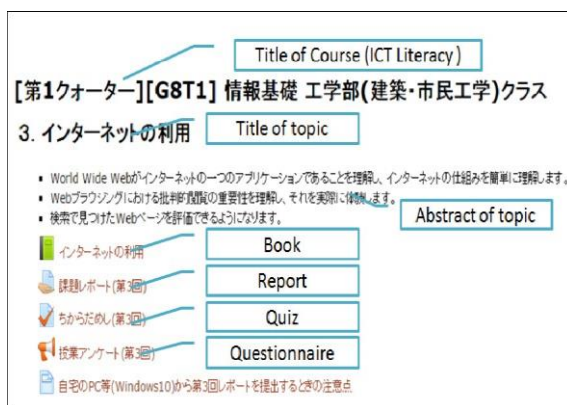 Title of Course (ICT Literacy )
[第1クォーター][G8T1] 情報基礎 工学部(建築・市民工学)クラス
3. インターネットの利用
Title of topic
World Wide Webがインターネットの一つのアプリケーションであることを理解し、インターネットの仕組みを簡単に理解します。
Webブラウジングにおける批判的閲覧の重要性を理解し、それを実際に体験します。
検索で見つけたWebページを評価できるようになります。
Abstract of topic
インターネットの利用
Book
課題レポート(第3回)
Report
ちからだめし(第3回)
Quiz
授業アンケート(第3回)
Questionnaire
自宅のPC等(Windows10)から第3回レポートを提出するときの注意点